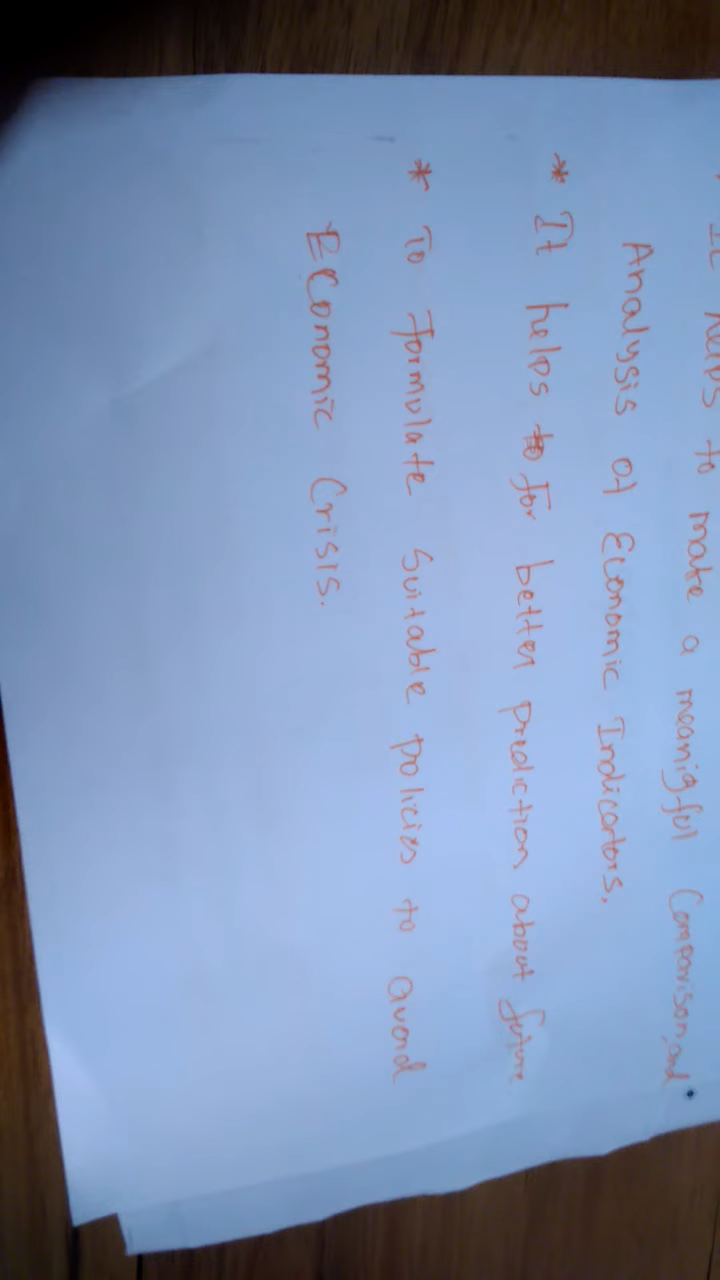 It helps to make a meanigful Comparison, and
Analysis of Economic Indicators.
* It helps for better prediction about future
* To formulate Suitable policies to avoid
Economic Crisis.